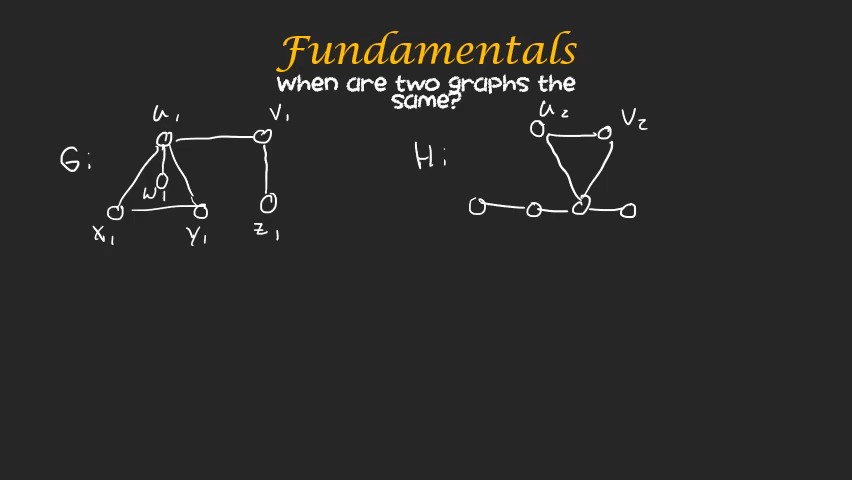 Fundamentals
When are two graphs the
same?
u₁ v₁
G:
w₁
x₁ y₁ z₁
H:
u₂ v₂